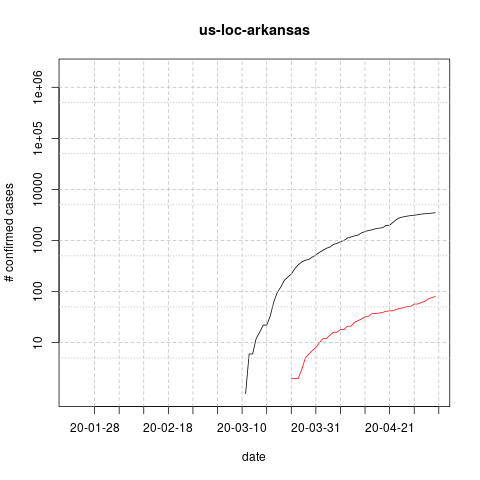 us-loc-arkansas
# confirmed cases
1e+06
1e+05
10000
1000
100
10
20-01-28 20-02-18 20-03-10 20-03-31 20-04-21
date